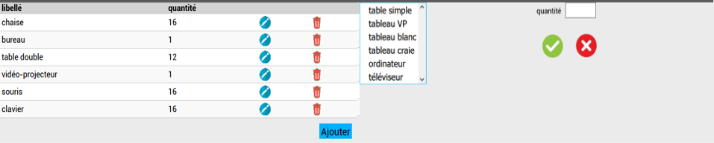 libellé quantité
chaise 16
bureau 1
table double 12
vidéo-projecteur 1
souris 16
clavier 16
Ajouter
table simple
tableau VP
tableau blanc
tableau craie
ordinateur
téléviseur
quantité